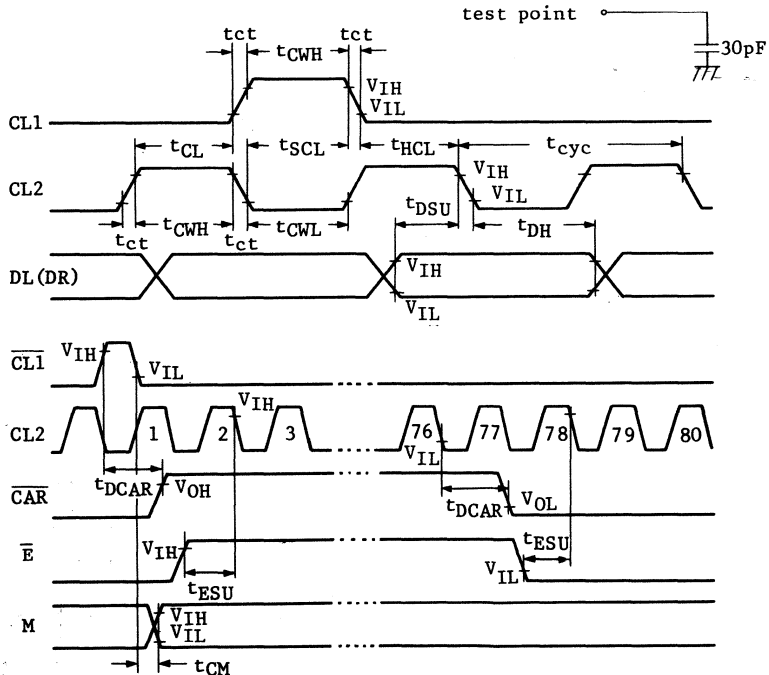 test point
30pF
tct tCWH tct
VIH
VIL
CL1
tCL tSCL tHCL tcyc
VIH
VIL
CL2
tct tCWH tct tCWL tDSU tDH
VIH
DL(DR)
VIL
VIH
CL1
VIL
VIH
CL2 1 2 3 76 77 78 79 80
VIL
tDCAR VOH
CAR
tDCAR VOL
VIH
E
tESU
VIL
tESU
VIH
M
VIL
tCM